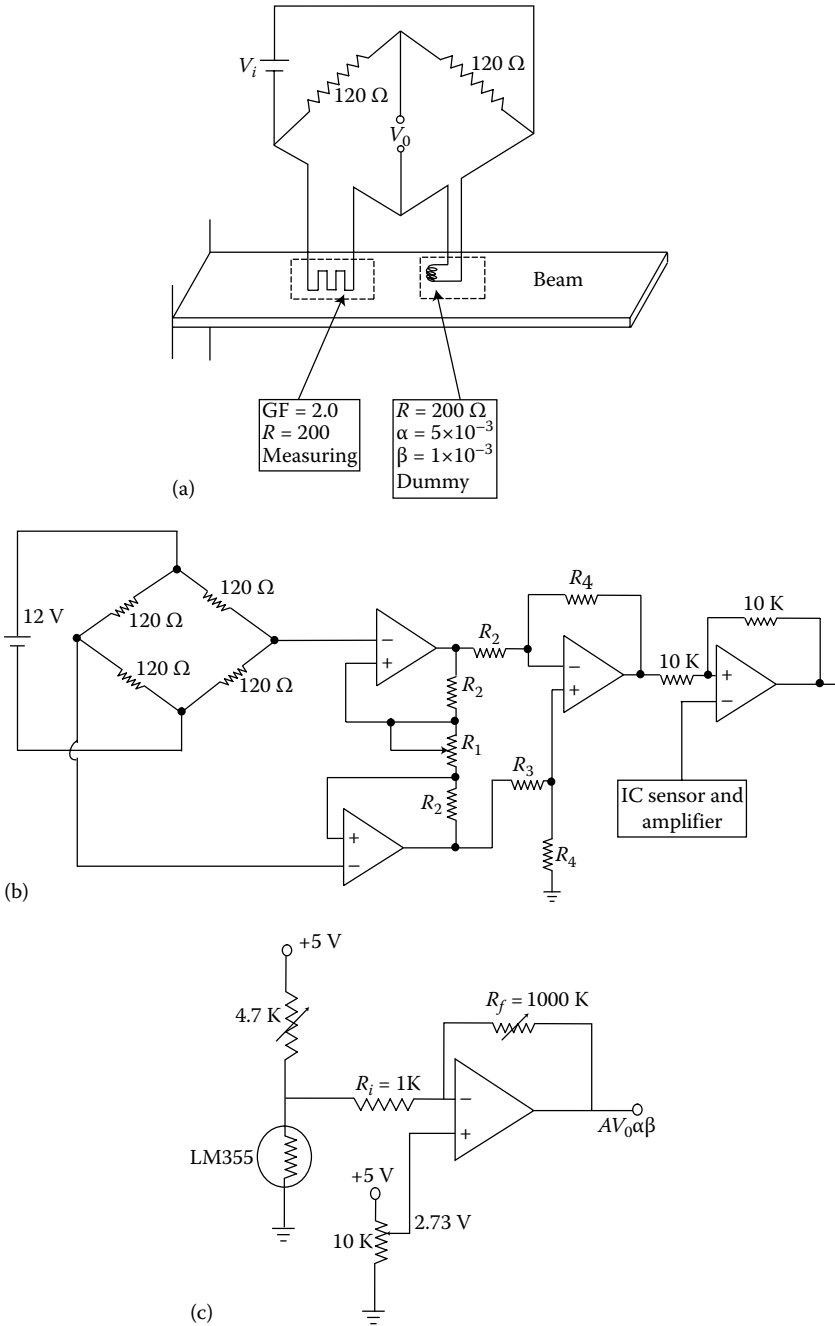 V_i
120 Ω
120 Ω
V_0
Beam
GF = 2.0
R = 200
Measuring
R = 200 Ω
α = 5×10⁻³
β = 1×10⁻³
Dummy
(a)
12 V
120 Ω
120 Ω
120 Ω
120 Ω
−
+
R_2
R_1
R_2
+
−
R_2
R_4
−
+
R_3
R_4
10 K
10 K
+
−
IC sensor and
amplifier
(b)
+5 V
4.7 K
LM355
R_i = 1K
R_f = 1000 K
−
+
AV_0αβ
+5 V
10 K
2.73 V
(c)